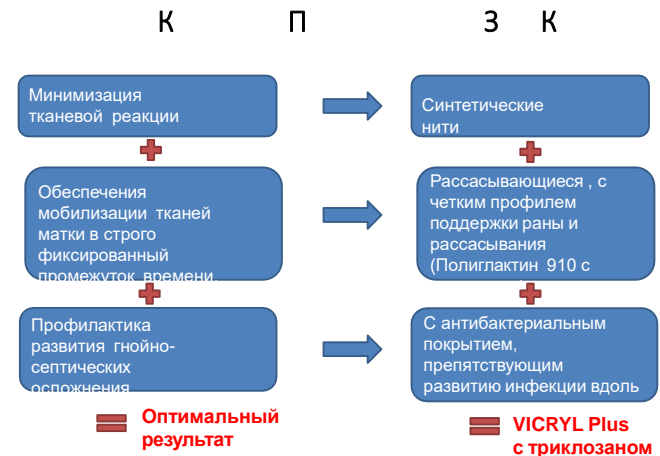 К П З К
Минимизация
тканевой реакции
Синтетические
нити
Обеспечения
мобилизации тканей
матки в строго
фиксированный
промежуток времени.
Рассасывающиеся , с
четким профилем
поддержки раны и
рассасывания
(Полиглактин 910 с
Профилактика
развития гнойно-
септических
осложнения
С антибактериальным
покрытием,
препятствующим
развитию инфекции вдоль
Оптимальный
результат
VICRYL Plus
с триклозаном